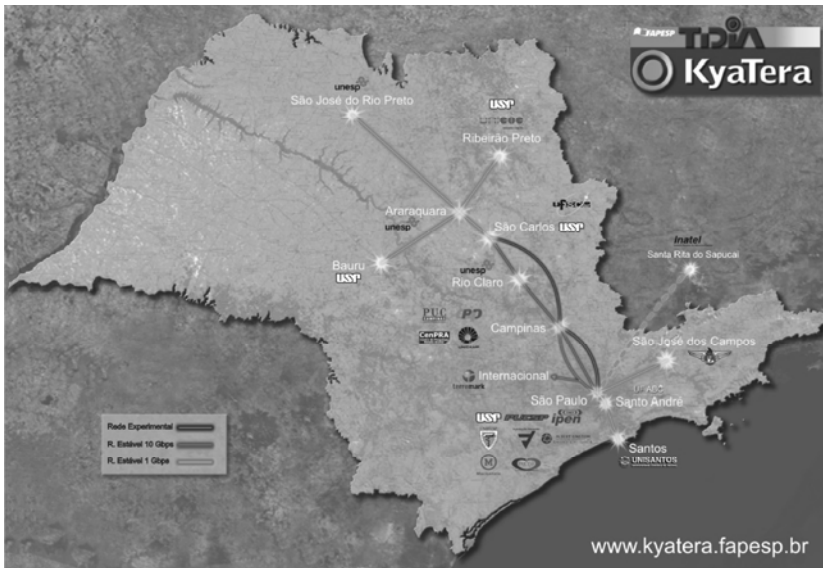 FAPESP
TIDIA
KyaTera
unesp
São José do Rio Preto
USP
Ribeirão Preto
Araraquara
unesp
São Carlos
USP
Bauru
USP
unesp
Rio Claro
Inatel
Santa Rita do Sapucai
PUC
CenPRA
Campinas
São José dos Campos
Internacional
terremark
São Paulo
Santo André
USP
PUCSP
ipen
Santos
UNISANTOS
Rede Experimental
R. Estável 10 Gbps
R. Estável 1 Gbps
www.kyatera.fapesp.br